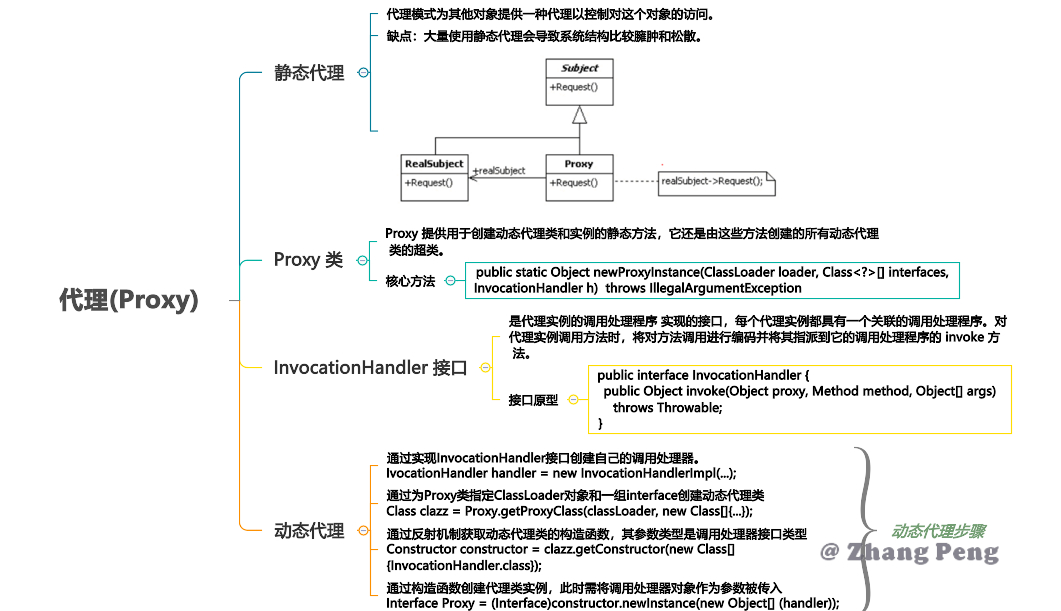 代理(Proxy)
静态代理
代理模式为其他对象提供一种代理以控制对这个对象的访问。
缺点：大量使用静态代理会导致系统结构比较臃肿和松散。
Subject
+Request()
RealSubject
+Request()
+realSubject
Proxy
+Request()
realSubject->Request();
Proxy 类
Proxy 提供用于创建动态代理类和实例的静态方法，它还是由这些方法创建的所有动态代理
类的超类。
核心方法
public static Object newProxyInstance(ClassLoader loader, Class<?>[] interfaces,
InvocationHandler h)  throws IllegalArgumentException
InvocationHandler 接口
是代理实例的调用处理程序 实现的接口，每个代理实例都具有一个关联的调用处理程序。对
代理实例调用方法时，将对方法调用进行编码并将其指派到它的调用处理程序的 invoke 方
法。
接口原型
public interface InvocationHandler {
public Object invoke(Object proxy, Method method, Object[] args)
throws Throwable;
}
动态代理
通过实现InvocationHandler接口创建自己的调用处理器。
IvocationHandler handler = new InvocationHandlerImpl(...);
通过为Proxy类指定ClassLoader对象和一组interface创建动态代理类
Class clazz = Proxy.getProxyClass(classLoader, new Class[]{...});
通过反射机制获取动态代理类的构造函数，其参数类型是调用处理器接口类型
Constructor constructor = clazz.getConstructor(new Class[]
{InvocationHandler.class});
通过构造函数创建代理类实例，此时需将调用处理器对象作为参数被传入
Interface Proxy = (Interface)constructor.newInstance(new Object[] (handler));
动态代理步骤
@ Zhang Peng